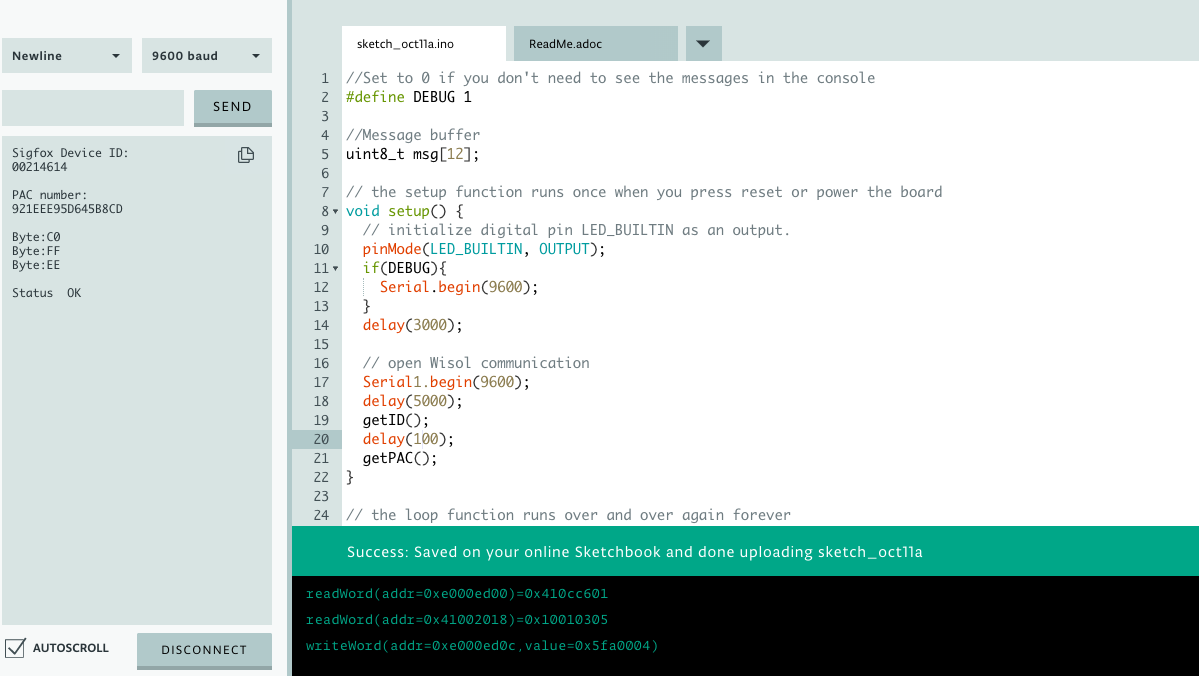 Newline
9600 baud
SEND
Sigfox Device ID:
00214614
PAC number:
921EEE95D645B8CD
Byte:C0
Byte:FF
Byte:EE
Status  OK
AUTOSCROLL
DISCONNECT
sketch_oct11a.ino
ReadMe.adoc
1 //Set to 0 if you don't need to see the messages in the console
2 #define DEBUG 1
3
4 //Message buffer
5 uint8_t msg[12];
6
7 // the setup function runs once when you press reset or power the board
8 void setup() {
9   // initialize digital pin LED_BUILTIN as an output.
10   pinMode(LED_BUILTIN, OUTPUT);
11   if(DEBUG){
12     Serial.begin(9600);
13   }
14   delay(3000);
15
16   // open Wisol communication
17   Serial1.begin(9600);
18   delay(5000);
19   getID();
20   delay(100);
21   getPAC();
22 }
23
24 // the loop function runs over and over again forever
Success: Saved on your online Sketchbook and done uploading sketch_oct11a
readWord(addr=0xe000ed00)=0x410cc601
readWord(addr=0x41002018)=0x10010305
writeWord(addr=0xe000ed0c,value=0x5fa0004)